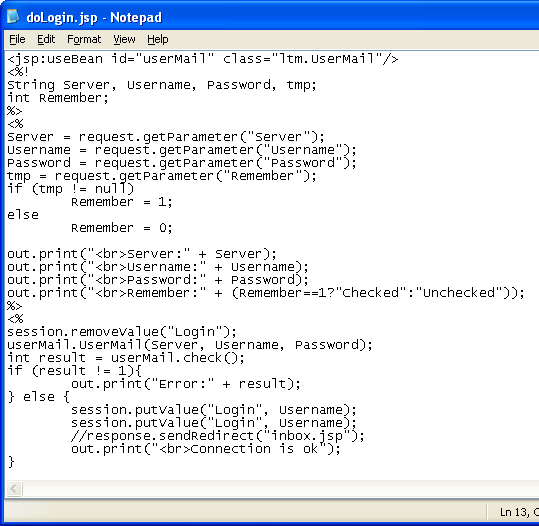 doLogin.jsp - Notepad
File Edit Format View Help
<jsp:useBean id="userMail" class="ltm.UserMail"/>
<%!
String Server, Username, Password, tmp;
int Remember;
%>
<%
Server = request.getParameter("Server");
Username = request.getParameter("Username");
Password = request.getParameter("Password");
tmp = request.getParameter("Remember");
if (tmp != null)
        Remember = 1;
else
        Remember = 0;

out.print("<br>Server:" + Server);
out.print("<br>Username:" + Username);
out.print("<br>Password:" + Password);
out.print("<br>Remember:" + (Remember==1?"Checked":"Unchecked"));
%>
<%
session.removeValue("Login");
userMail.UserMail(Server, Username, Password);
int result = userMail.check();
if (result != 1){
        out.print("Error:" + result);
} else {
        session.putValue("Login", Username);
        session.putValue("Login", Username);
        //response.sendRedirect("inbox.jsp");
        out.print("<br>Connection is ok");
}
Ln 13, C